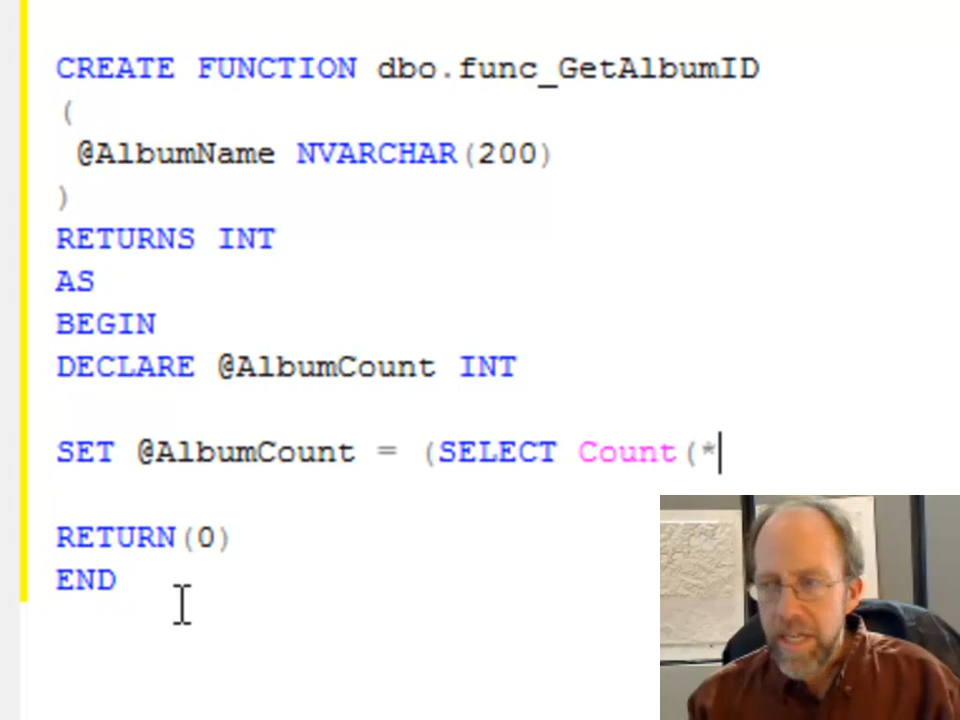 CREATE FUNCTION dbo.func_GetAlbumID
(
@AlbumName NVARCHAR(200)
)
RETURNS INT
AS
BEGIN
DECLARE @AlbumCount INT
SET @AlbumCount = (SELECT Count(*
RETURN(0)
END